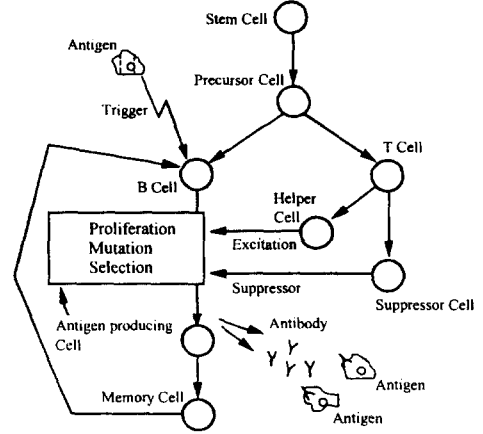 Stem Cell
Antigen
Precursor Cell
Trigger
T Cell
B Cell
Helper
Cell
Proliferation
Mutation
Selection
Excitation
Suppressor
Suppressor Cell
Antigen producing
Cell
Antibody
Antigen
Memory Cell
Antigen